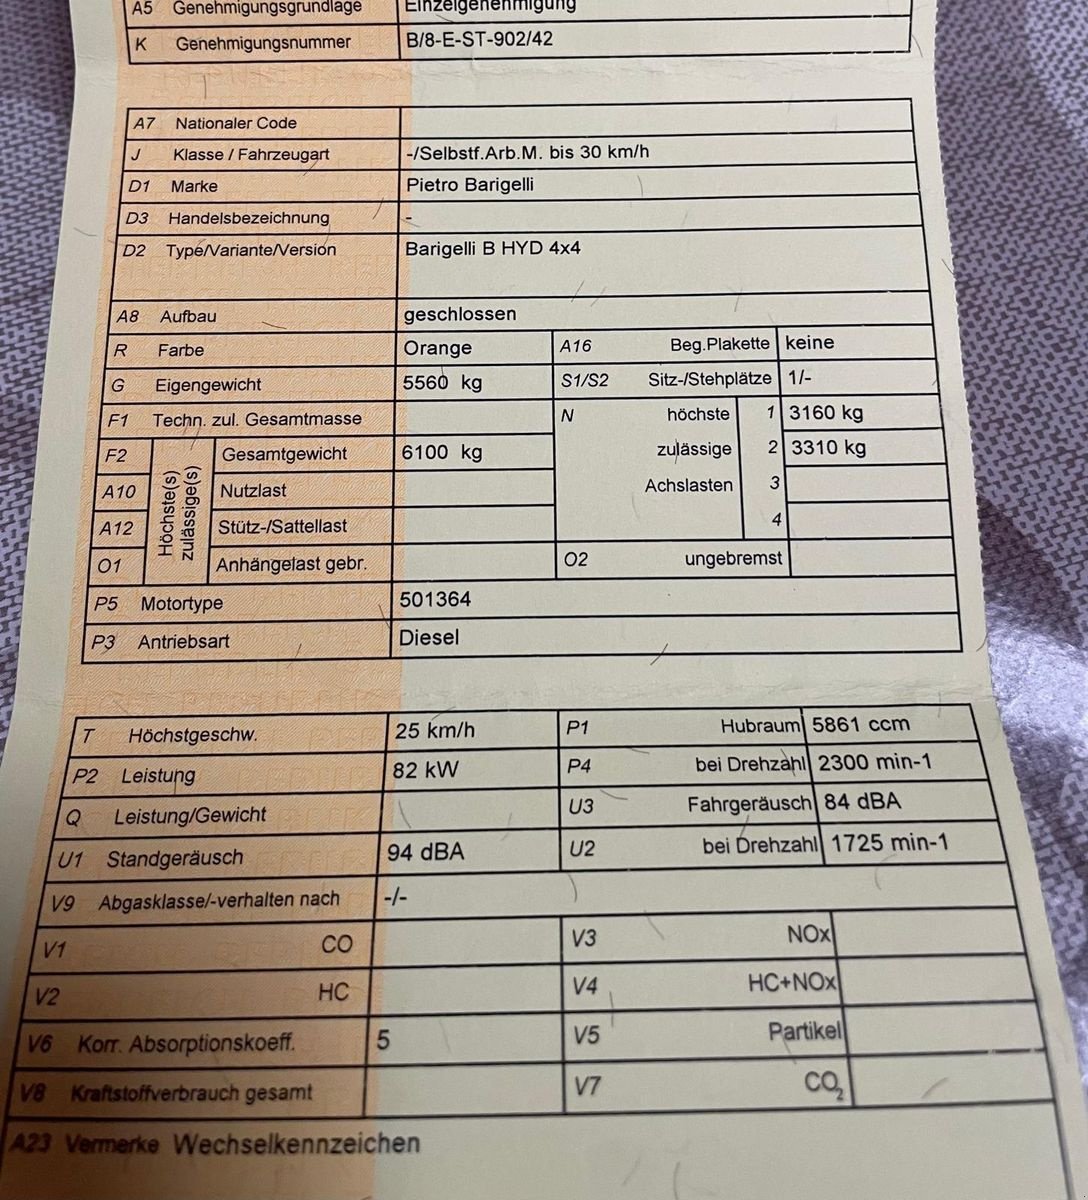 A5 Genehmigungsgrundlage Einzelgenehmigung
K Genehmigungsnummer B/8-E-ST-902/42
A7 Nationaler Code
J Klasse / Fahrzeugart -/Selbstf.Arb.M. bis 30 km/h
D1 Marke Pietro Barigelli
D3 Handelsbezeichnung -
D2 Type/Variante/Version Barigelli B HYD 4x4
A8 Aufbau geschlossen
R Farbe Orange A16 Beg.Plakette keine
G Eigengewicht 5560 kg S1/S2 Sitz-/Stehplätze 1/-
F1 Techn. zul. Gesamtmasse N höchste 1 3160 kg
F2 Höchste(s) zulässige(s) Gesamtgewicht 6100 kg zulässige 2 3310 kg
A10 Nutzlast Achslasten 3
A12 Stütz-/Sattellast 4
O1 Anhängelast gebr. O2 ungebremst
P5 Motortype 501364
P3 Antriebsart Diesel
T Höchstgeschw. 25 km/h P1 Hubraum 5861 ccm
P2 Leistung 82 kW P4 bei Drehzahl 2300 min-1
Q Leistung/Gewicht U3 Fahrgeräusch 84 dBA
U1 Standgeräusch 94 dBA U2 bei Drehzahl 1725 min-1
V9 Abgasklasse/-verhalten nach -/-
V1 CO V3 NOx
V2 HC V4 HC+NOx
V6 Korr. Absorptionskoeff. 5 V5 Partikel
V8 Kraftstoffverbrauch gesamt V7 CO₂
A23 Vermerke Wechselkennzeichen